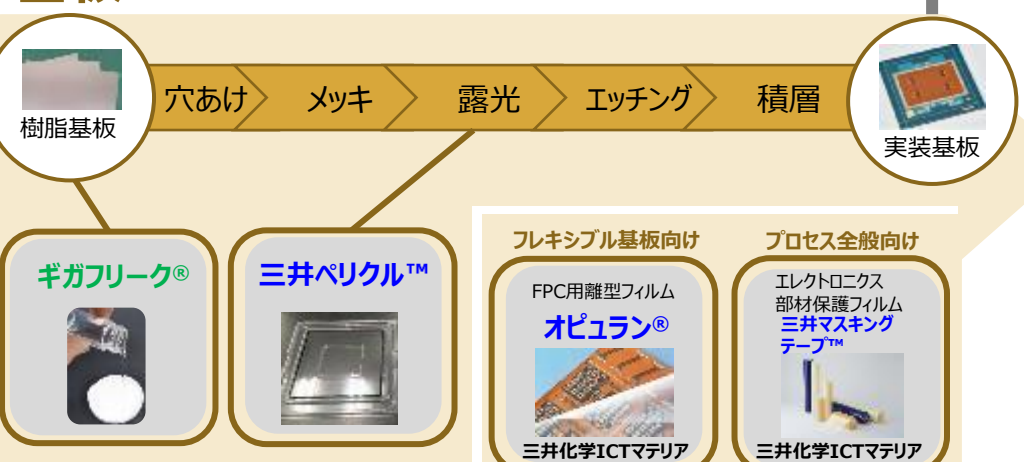 樹脂基板
穴あけ
メッキ
露光
エッチング
積層
実装基板
ギガフリーク®
三井ペリクル™
フレキシブル基板向け
FPC用離型フィルム
オピュラン®
三井化学ICTマテリア
プロセス全般向け
エレクトロニクス
部材保護フィルム
三井マスキング
テープ™
三井化学ICTマテリア